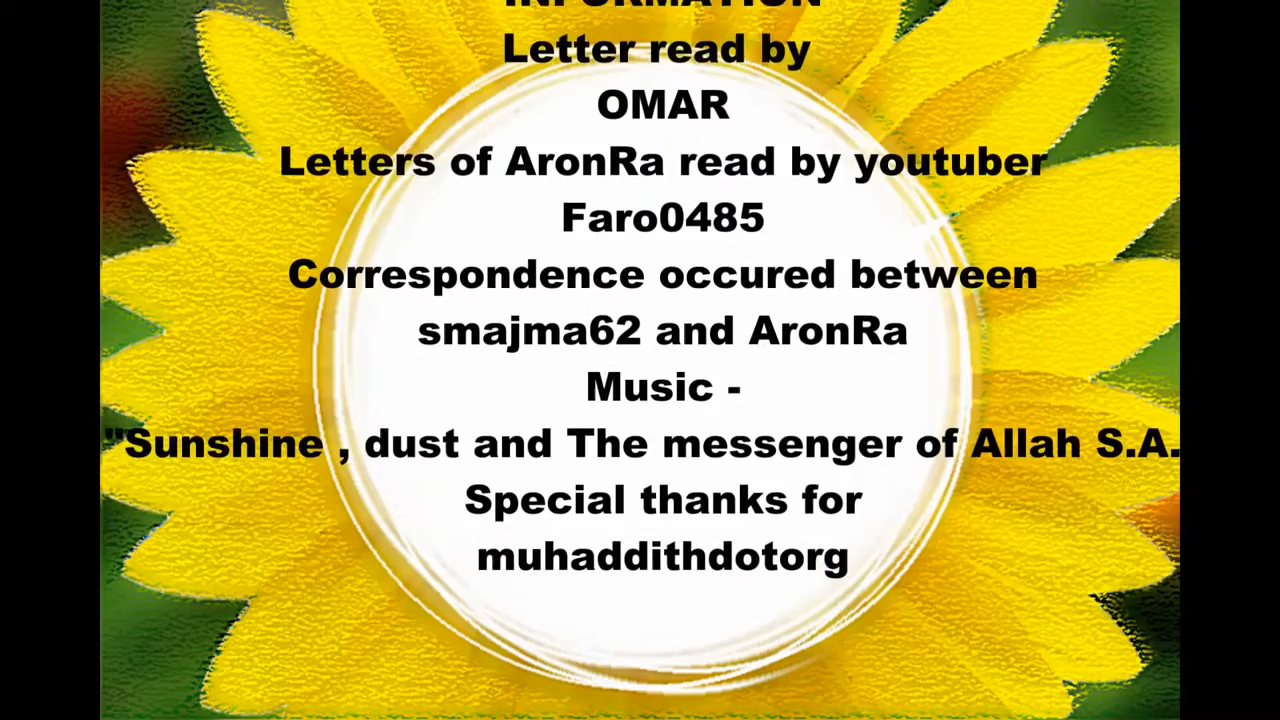 INFORMATION
Letter read by
OMAR
Letters of AronRa read by youtuber
Faro0485
Correspondence occured between
smajma62 and AronRa
Music -
"Sunshine , dust and The messenger of Allah S.A.
Special thanks for
muhaddithdotorg